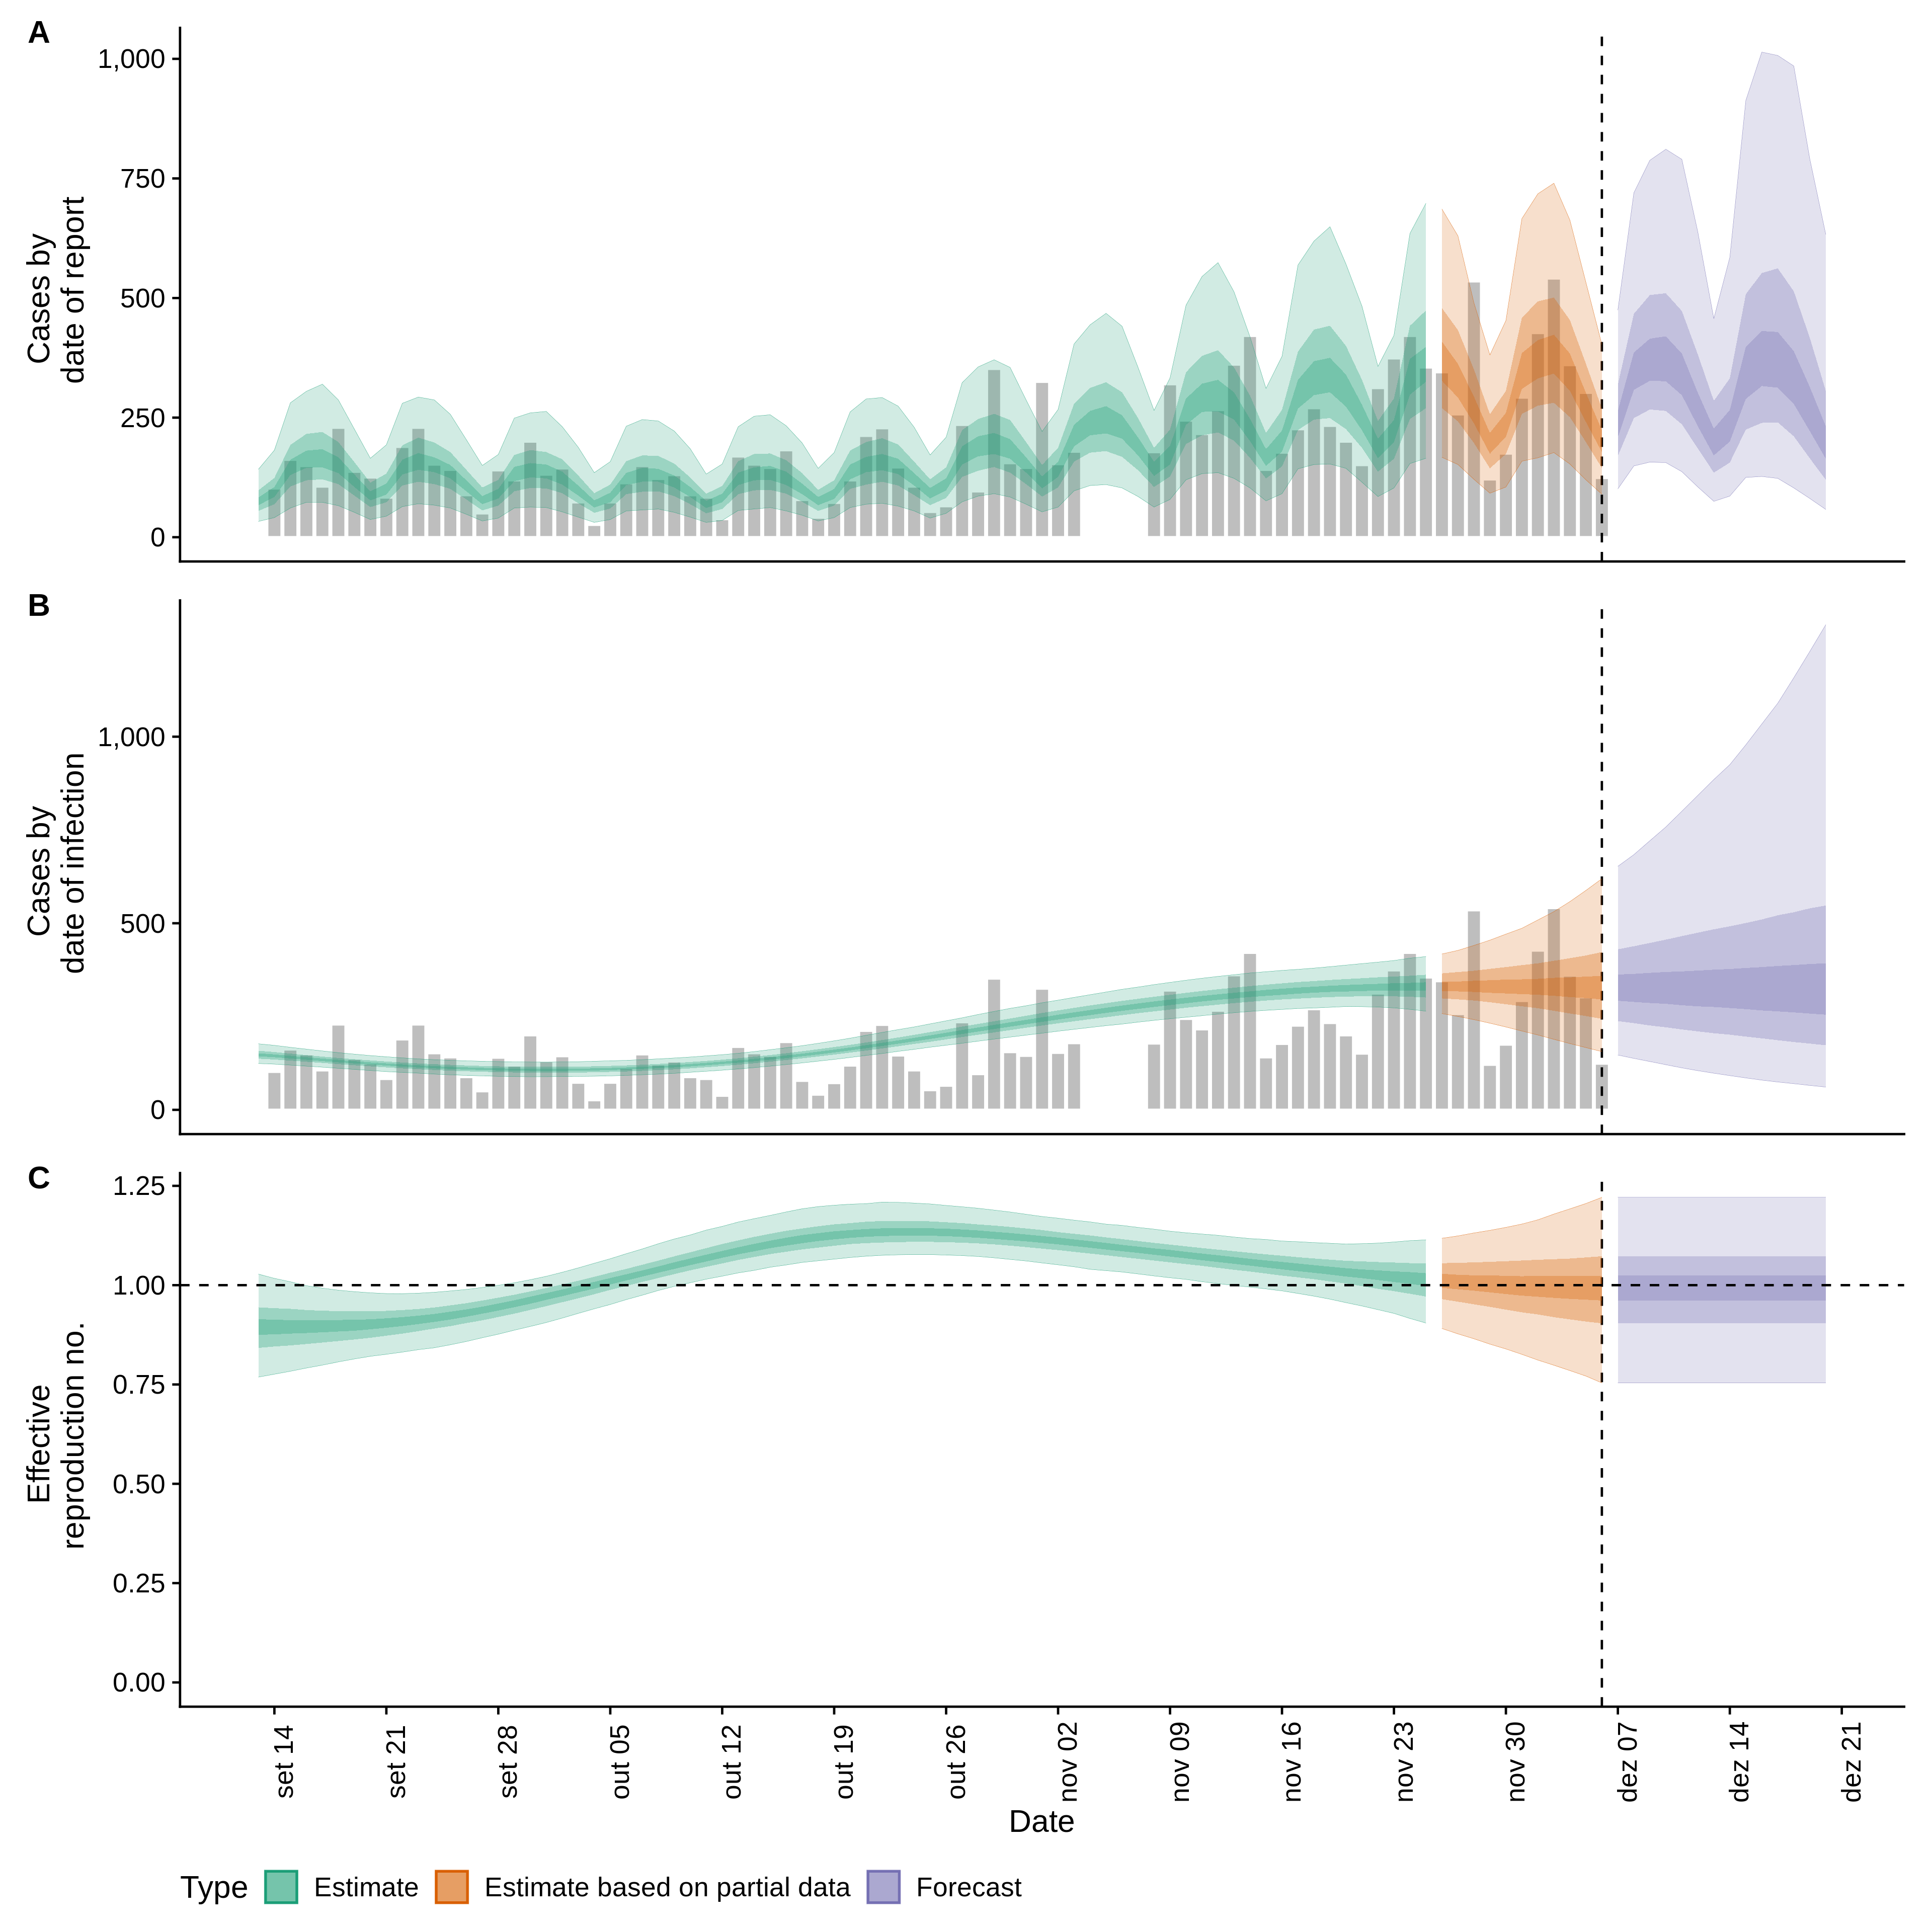 A
1,000
750
500
250
0
Cases by
date of report
B
1,000
500
0
Cases by
date of infection
C
1.25
1.00
0.75
0.50
0.25
0.00
Effective
reproduction no.
set 14
set 21
set 28
out 05
out 12
out 19
out 26
nov 02
nov 09
nov 16
nov 23
nov 30
dez 07
dez 14
dez 21
Date
Type Estimate Estimate based on partial data Forecast